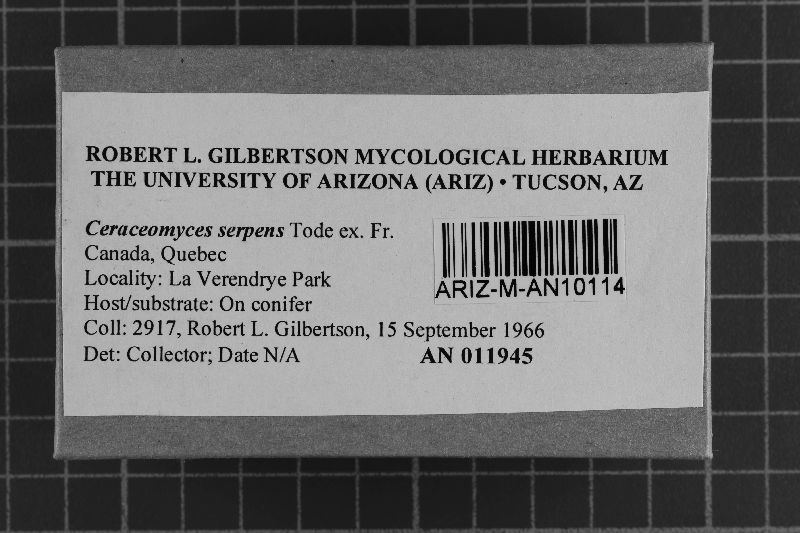 ROBERT L. GILBERTSON MYCOLOGICAL HERBARIUM
THE UNIVERSITY OF ARIZONA (ARIZ) • TUCSON, AZ
Ceraceomyces serpens Tode ex. Fr.
Canada, Quebec
Locality: La Verendrye Park
Host/substrate: On conifer
Coll: 2917, Robert L. Gilbertson, 15 September 1966
Det: Collector; Date N/A
AN 011945
ARIZ-M-AN10114